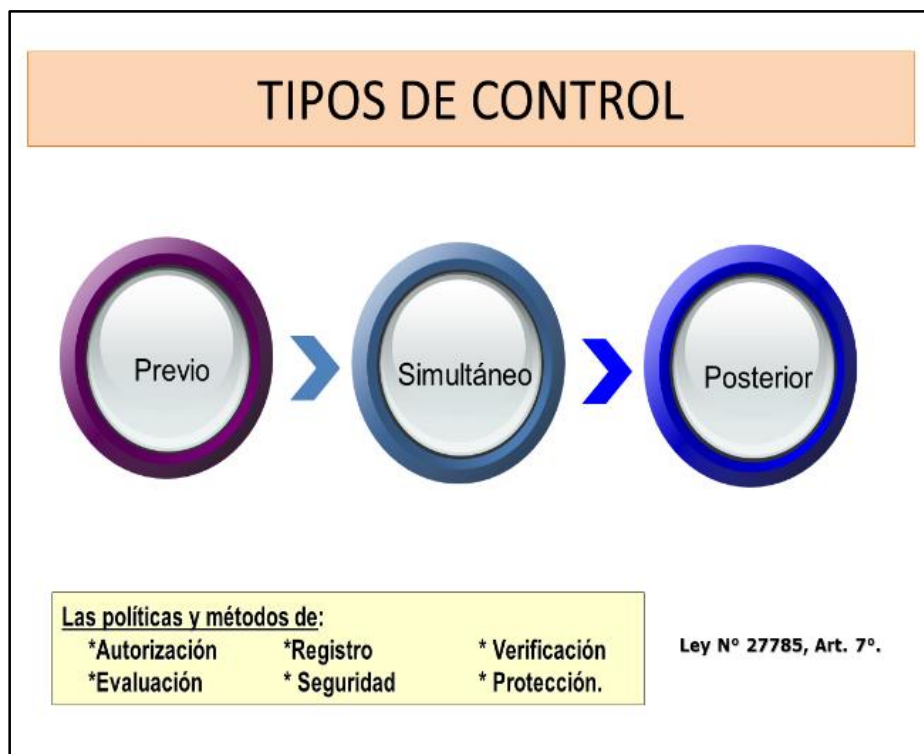 TIPOS DE CONTROL
Previo
Simultáneo
Posterior
Las políticas y métodos de:
*Autorización *Registro * Verificación
*Evaluación * Seguridad * Protección.
Ley Nº 27785, Art. 7º.